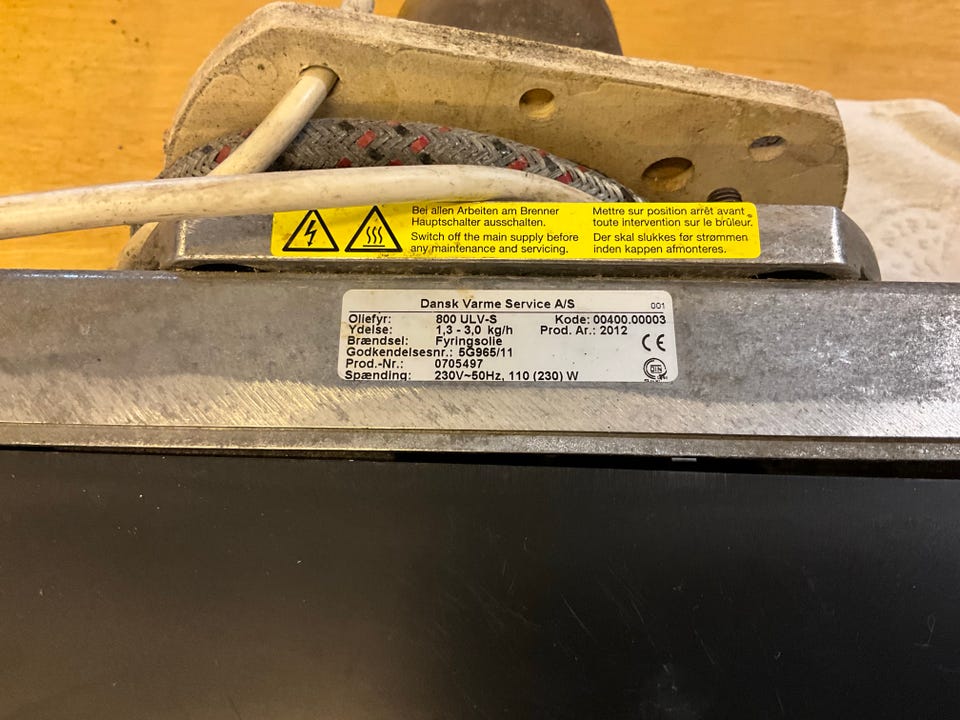 Bei allen Arbeiten am Brenner
Hauptschalter ausschalten.
Switch off the main supply before
any maintenance and servicing.
Mettre sur position arrêt avant
toute intervention sur le brûleur.
Der skal slukkes før strømmen
inden kappen afmonteres.
Dansk Varme Service A/S 001
Oliefyr: 800 ULV-S Kode: 00400.00003
Ydelse: 1,3 - 3,0 kg/h Prod. Ar.: 2012
Brændsel: Fyringsolie
Godkendelsesnr.: 5G965/11
Prod.-Nr.: 0705497
Spænding: 230V~50Hz, 110 (230) W
CE
DIN